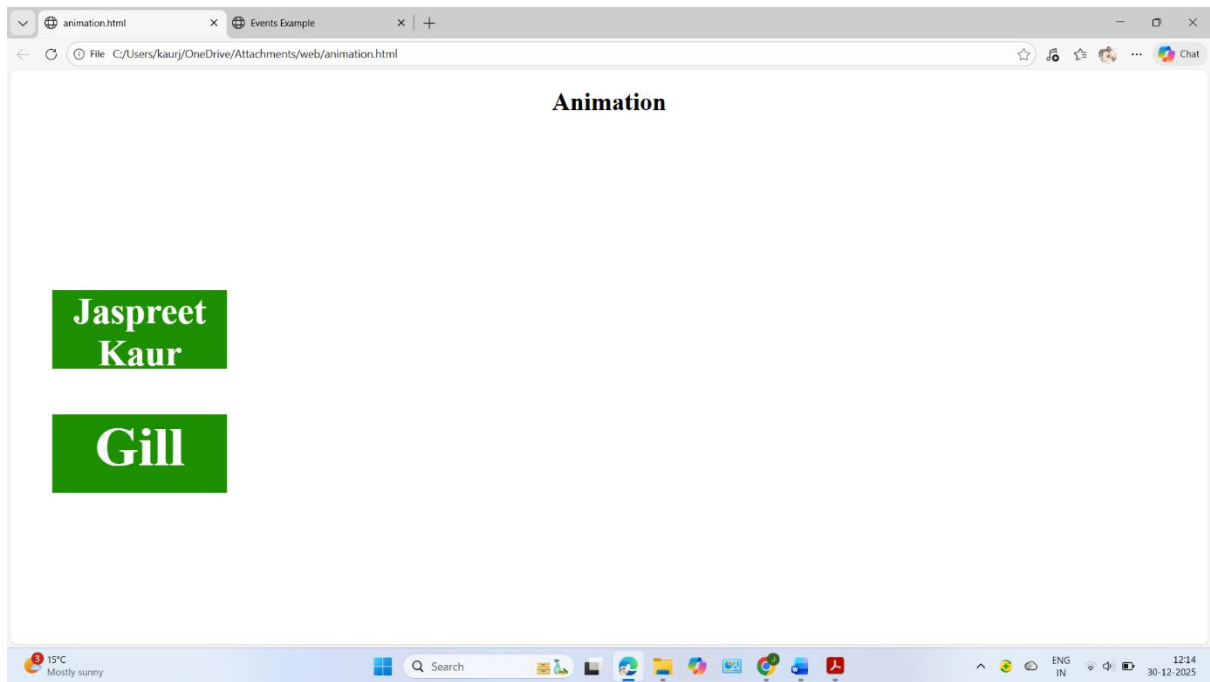 animation.html
Events Example
File C:/Users/kaurj/OneDrive/Attachments/web/animation.html
Chat
Animation
Jaspreet
Kaur
Gill
3
15°C
Mostly sunny
Search
ENG
IN
12:14
30-12-2025